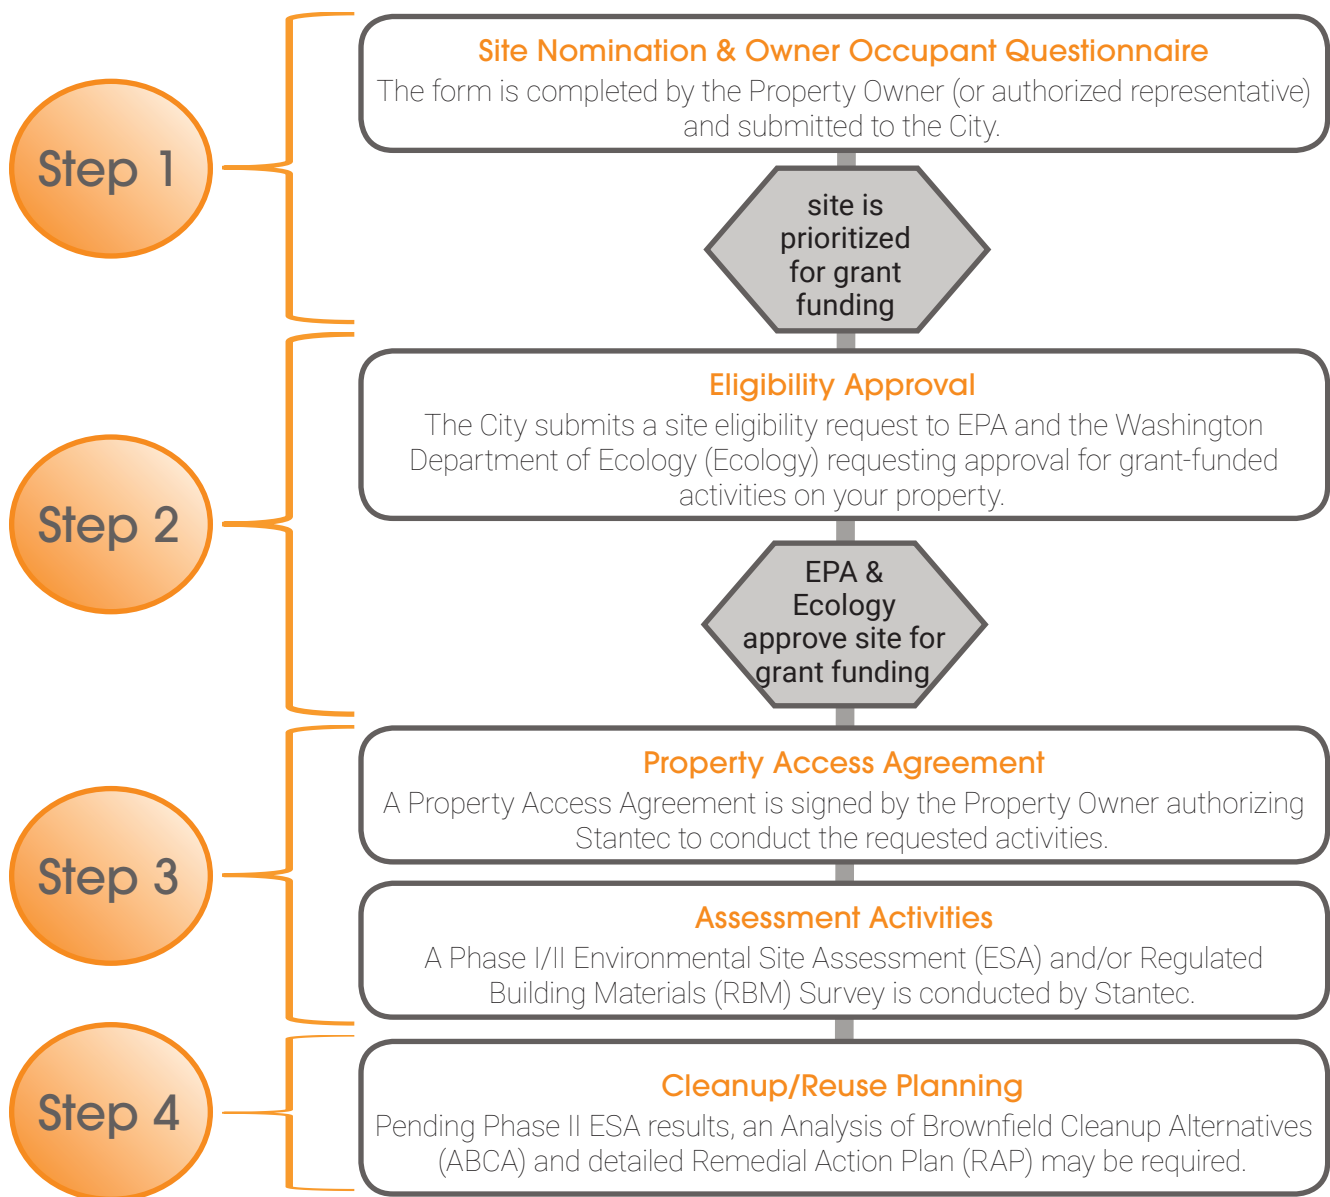 Step 1
Site Nomination & Owner Occupant Questionnaire
The form is completed by the Property Owner (or authorized representative)
and submitted to the City.
site is
prioritized
for grant
funding
Step 2
Eligibility Approval
The City submits a site eligibility request to EPA and the Washington
Department of Ecology (Ecology) requesting approval for grant-funded
activities on your property.
EPA &
Ecology
approve site for
grant funding
Step 3
Property Access Agreement
A Property Access Agreement is signed by the Property Owner authorizing
Stantec to conduct the requested activities.
Assessment Activities
A Phase I/II Environmental Site Assessment (ESA) and/or Regulated
Building Materials (RBM) Survey is conducted by Stantec.
Step 4
Cleanup/Reuse Planning
Pending Phase II ESA results, an Analysis of Brownfield Cleanup Alternatives
(ABCA) and detailed Remedial Action Plan (RAP) may be required.